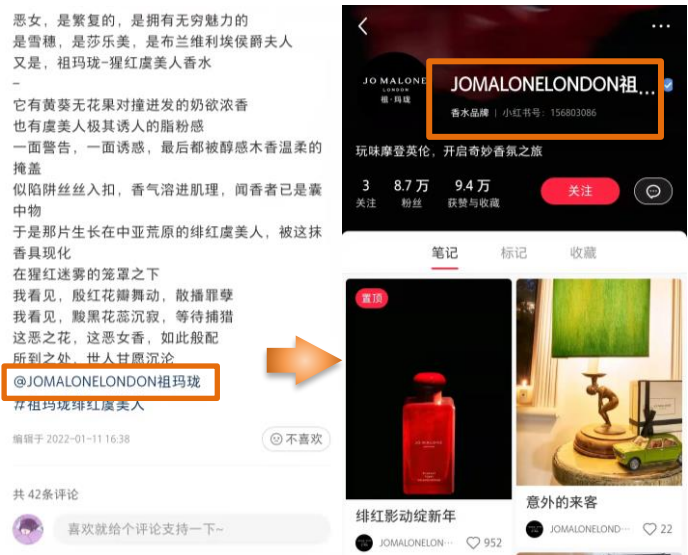 恶女，是繁复的，是拥有无穷魅力的
是雪穗，是莎乐美，是布兰维利埃侯爵夫人
又是，祖玛珑-猩红虞美人香水
-
它有黄葵无花果对撞迸发的奶欲浓香
也有虞美人极其诱人的脂粉感
一面警告，一面诱惑，最后都被醇感木香温柔的
掩盖
似陷阱丝丝入扣，香气溶进肌理，闻香者已是囊
中物
于是那片生长在中亚荒原的绯红虞美人，被这抹
香具现化
在猩红迷雾的笼罩之下
我看见，殷红花瓣舞动，散播罪孽
我看见，黢黑花蕊沉寂，等待捕猎
这恶之花，这恶女香，如此般配
所到之处，世人甘愿沉沦
@JOMALONELONDON祖玛珑
#祖玛珑绯红虞美人
编辑于 2022-01-11 16:38
不喜欢
共 42条评论
喜欢就给个评论支持一下~
JO MALONE
LONDON
祖·玛珑
JOMALONELONDON祖...
香水品牌 | 小红书号：156803086
玩味摩登英伦，开启奇妙香氛之旅
3 8.7万 9.4万
关注 粉丝 获赞与收藏
关注
笔记 标记 收藏
置顶
JO MALONE
绯红影动绽新年
JOMALONELON··· 952
意外的来客
JOMALONELOND··· 22